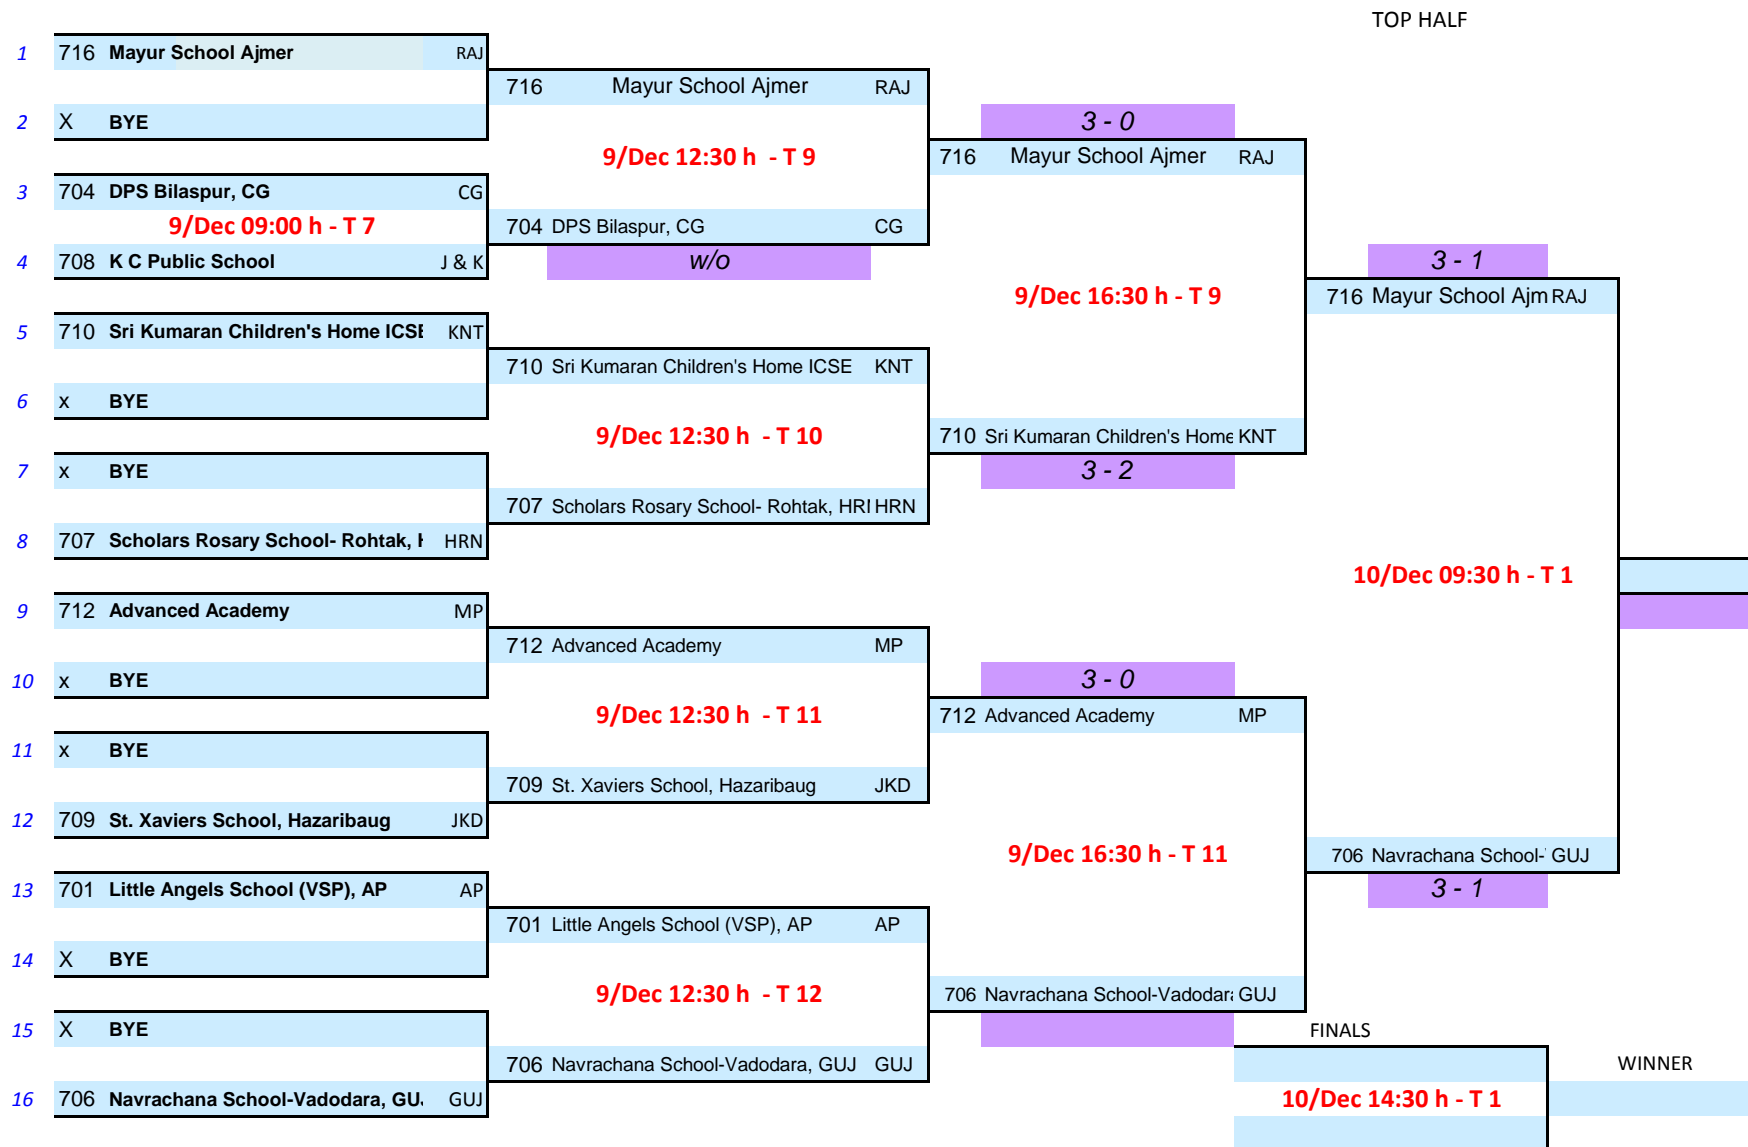 TOP HALF
1 716 Mayur School Ajmer RAJ
716 Mayur School Ajmer RAJ
2 X BYE
3 - 0
9/Dec 12:30 h - T 9
716 Mayur School Ajmer RAJ
3 704 DPS Bilaspur, CG CG
9/Dec 09:00 h - T 7
704 DPS Bilaspur, CG CG
4 708 K C Public School J & K
w/o
3 - 1
9/Dec 16:30 h - T 9
716 Mayur School Ajm RAJ
5 710 Sri Kumaran Children's Home ICSE KNT
710 Sri Kumaran Children's Home ICSE KNT
6 x BYE
9/Dec 12:30 h - T 10
710 Sri Kumaran Children's Home KNT
7 x BYE
3 - 2
707 Scholars Rosary School- Rohtak, HRN HRN
8 707 Scholars Rosary School- Rohtak, HRN
10/Dec 09:30 h - T 1
9 712 Advanced Academy MP
712 Advanced Academy MP
10 x BYE
3 - 0
9/Dec 12:30 h - T 11
712 Advanced Academy MP
11 x BYE
709 St. Xaviers School, Hazaribaug JKD
12 709 St. Xaviers School, Hazaribaug JKD
9/Dec 16:30 h - T 11
706 Navrachana School- GUJ
13 701 Little Angels School (VSP), AP AP
3 - 1
701 Little Angels School (VSP), AP AP
14 X BYE
9/Dec 12:30 h - T 12
706 Navrachana School-Vadodara GUJ
15 X BYE
FINALS
706 Navrachana School-Vadodara, GUJ GUJ
WINNER
16 706 Navrachana School-Vadodara, GUJ GUJ
10/Dec 14:30 h - T 1